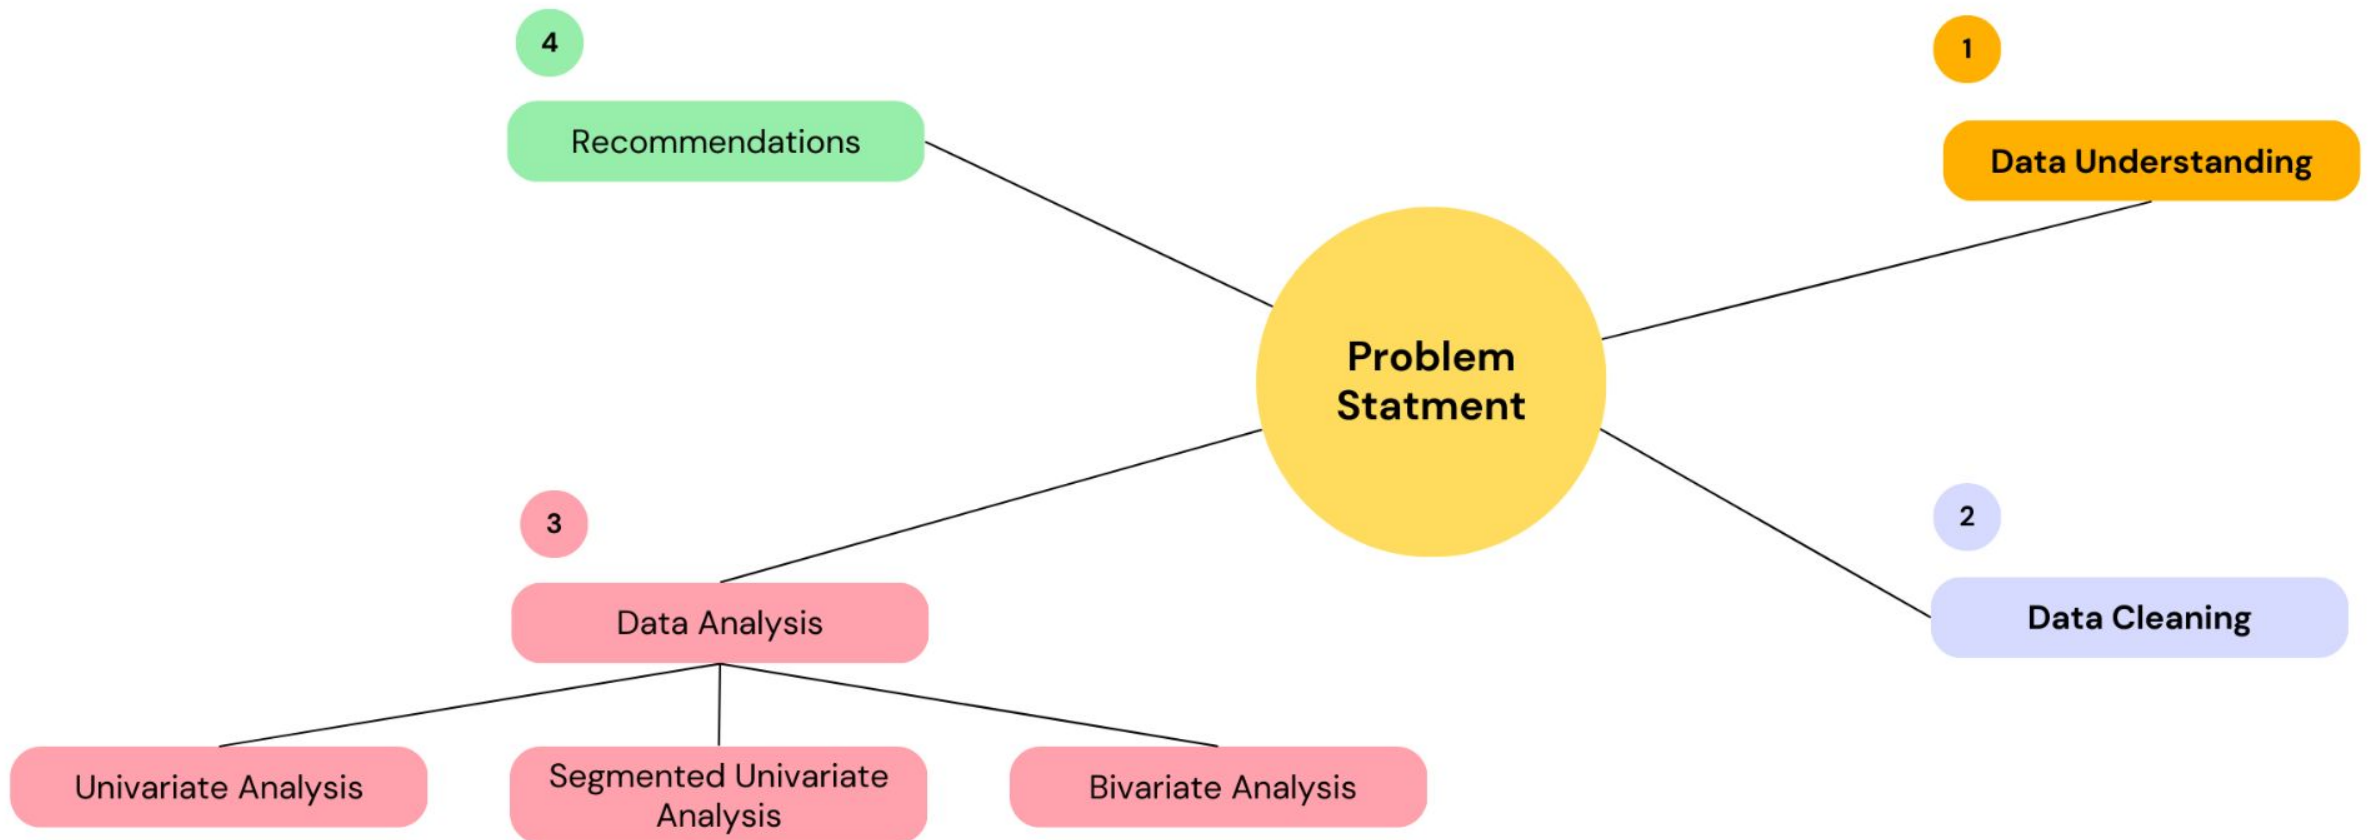 4
Recommendations
1
Data Understanding
Problem
Statment
3
Data Analysis
2
Data Cleaning
Univariate Analysis
Segmented Univariate
Analysis
Bivariate Analysis